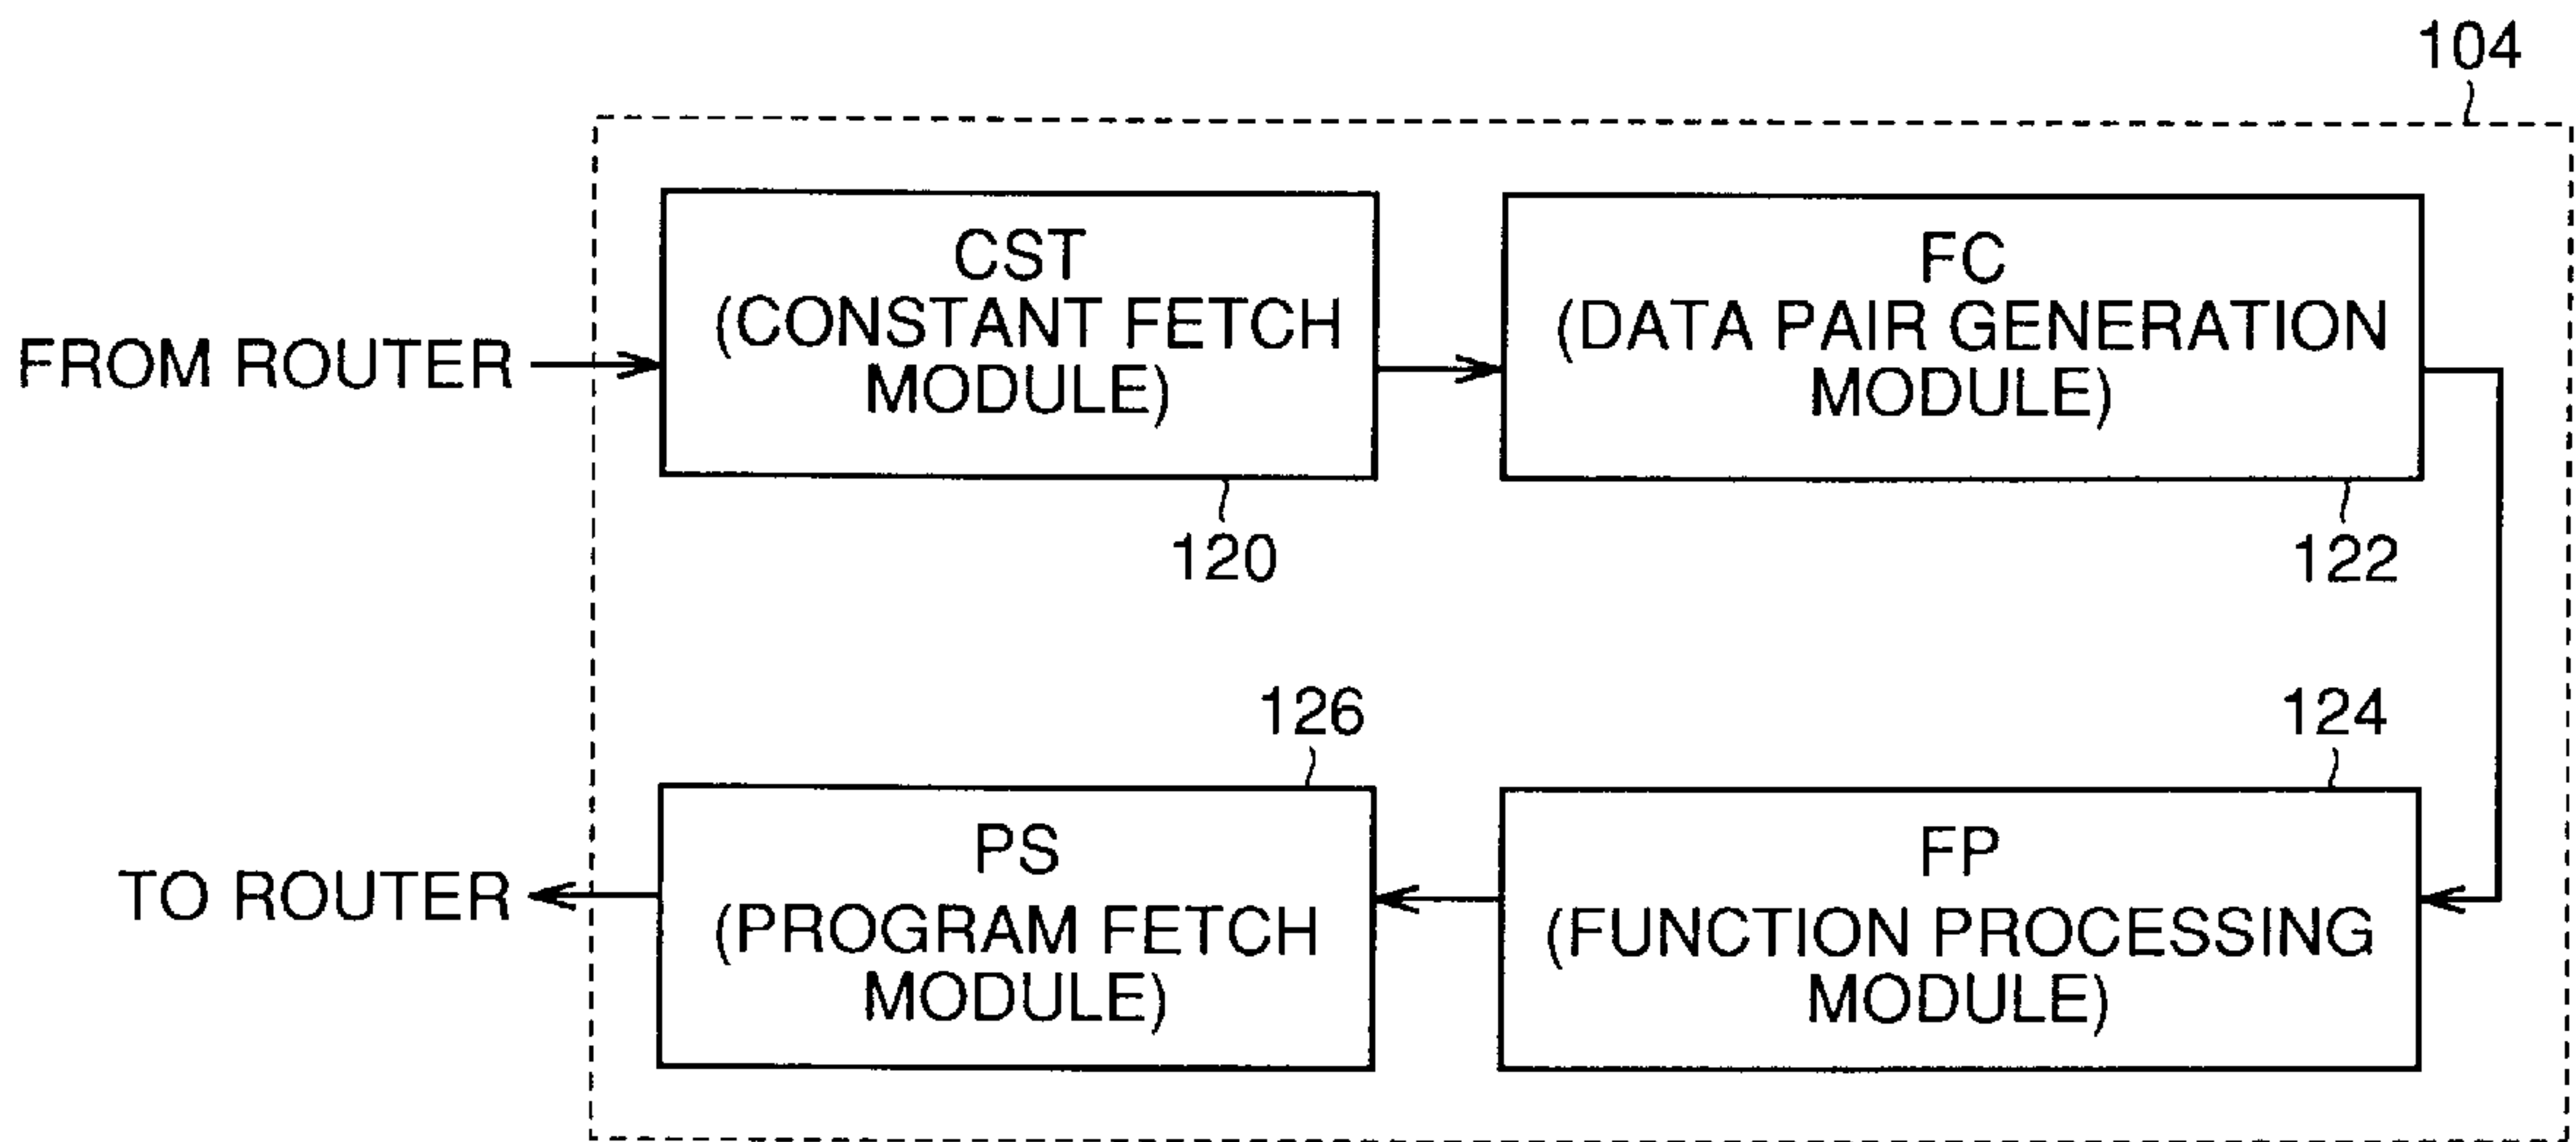 104
CST
(CONSTANT FETCH
MODULE)
FC
(DATA PAIR GENERATION
MODULE)
FROM ROUTER
120
122
126
124
PS
(PROGRAM FETCH
MODULE)
FP
(FUNCTION PROCESSING
MODULE)
TO ROUTER